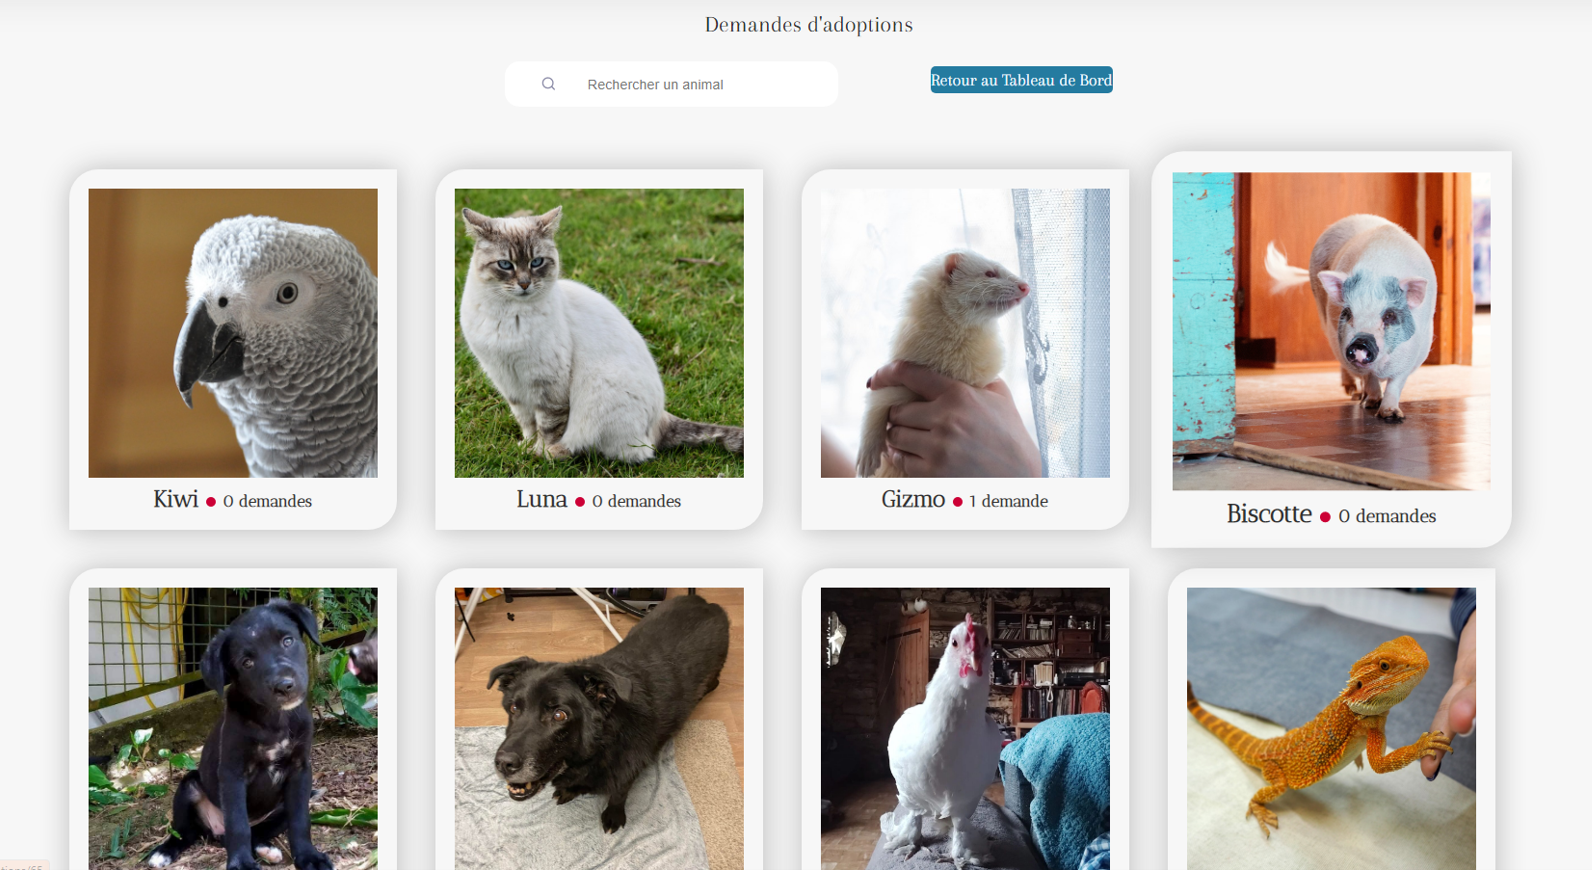 Demandes d'adoptions
Rechercher un animal
Retour au Tableau de Bord
Kiwi ● 0 demandes
Luna ● 0 demandes
Gizmo ● 1 demande
Biscotte ● 0 demandes